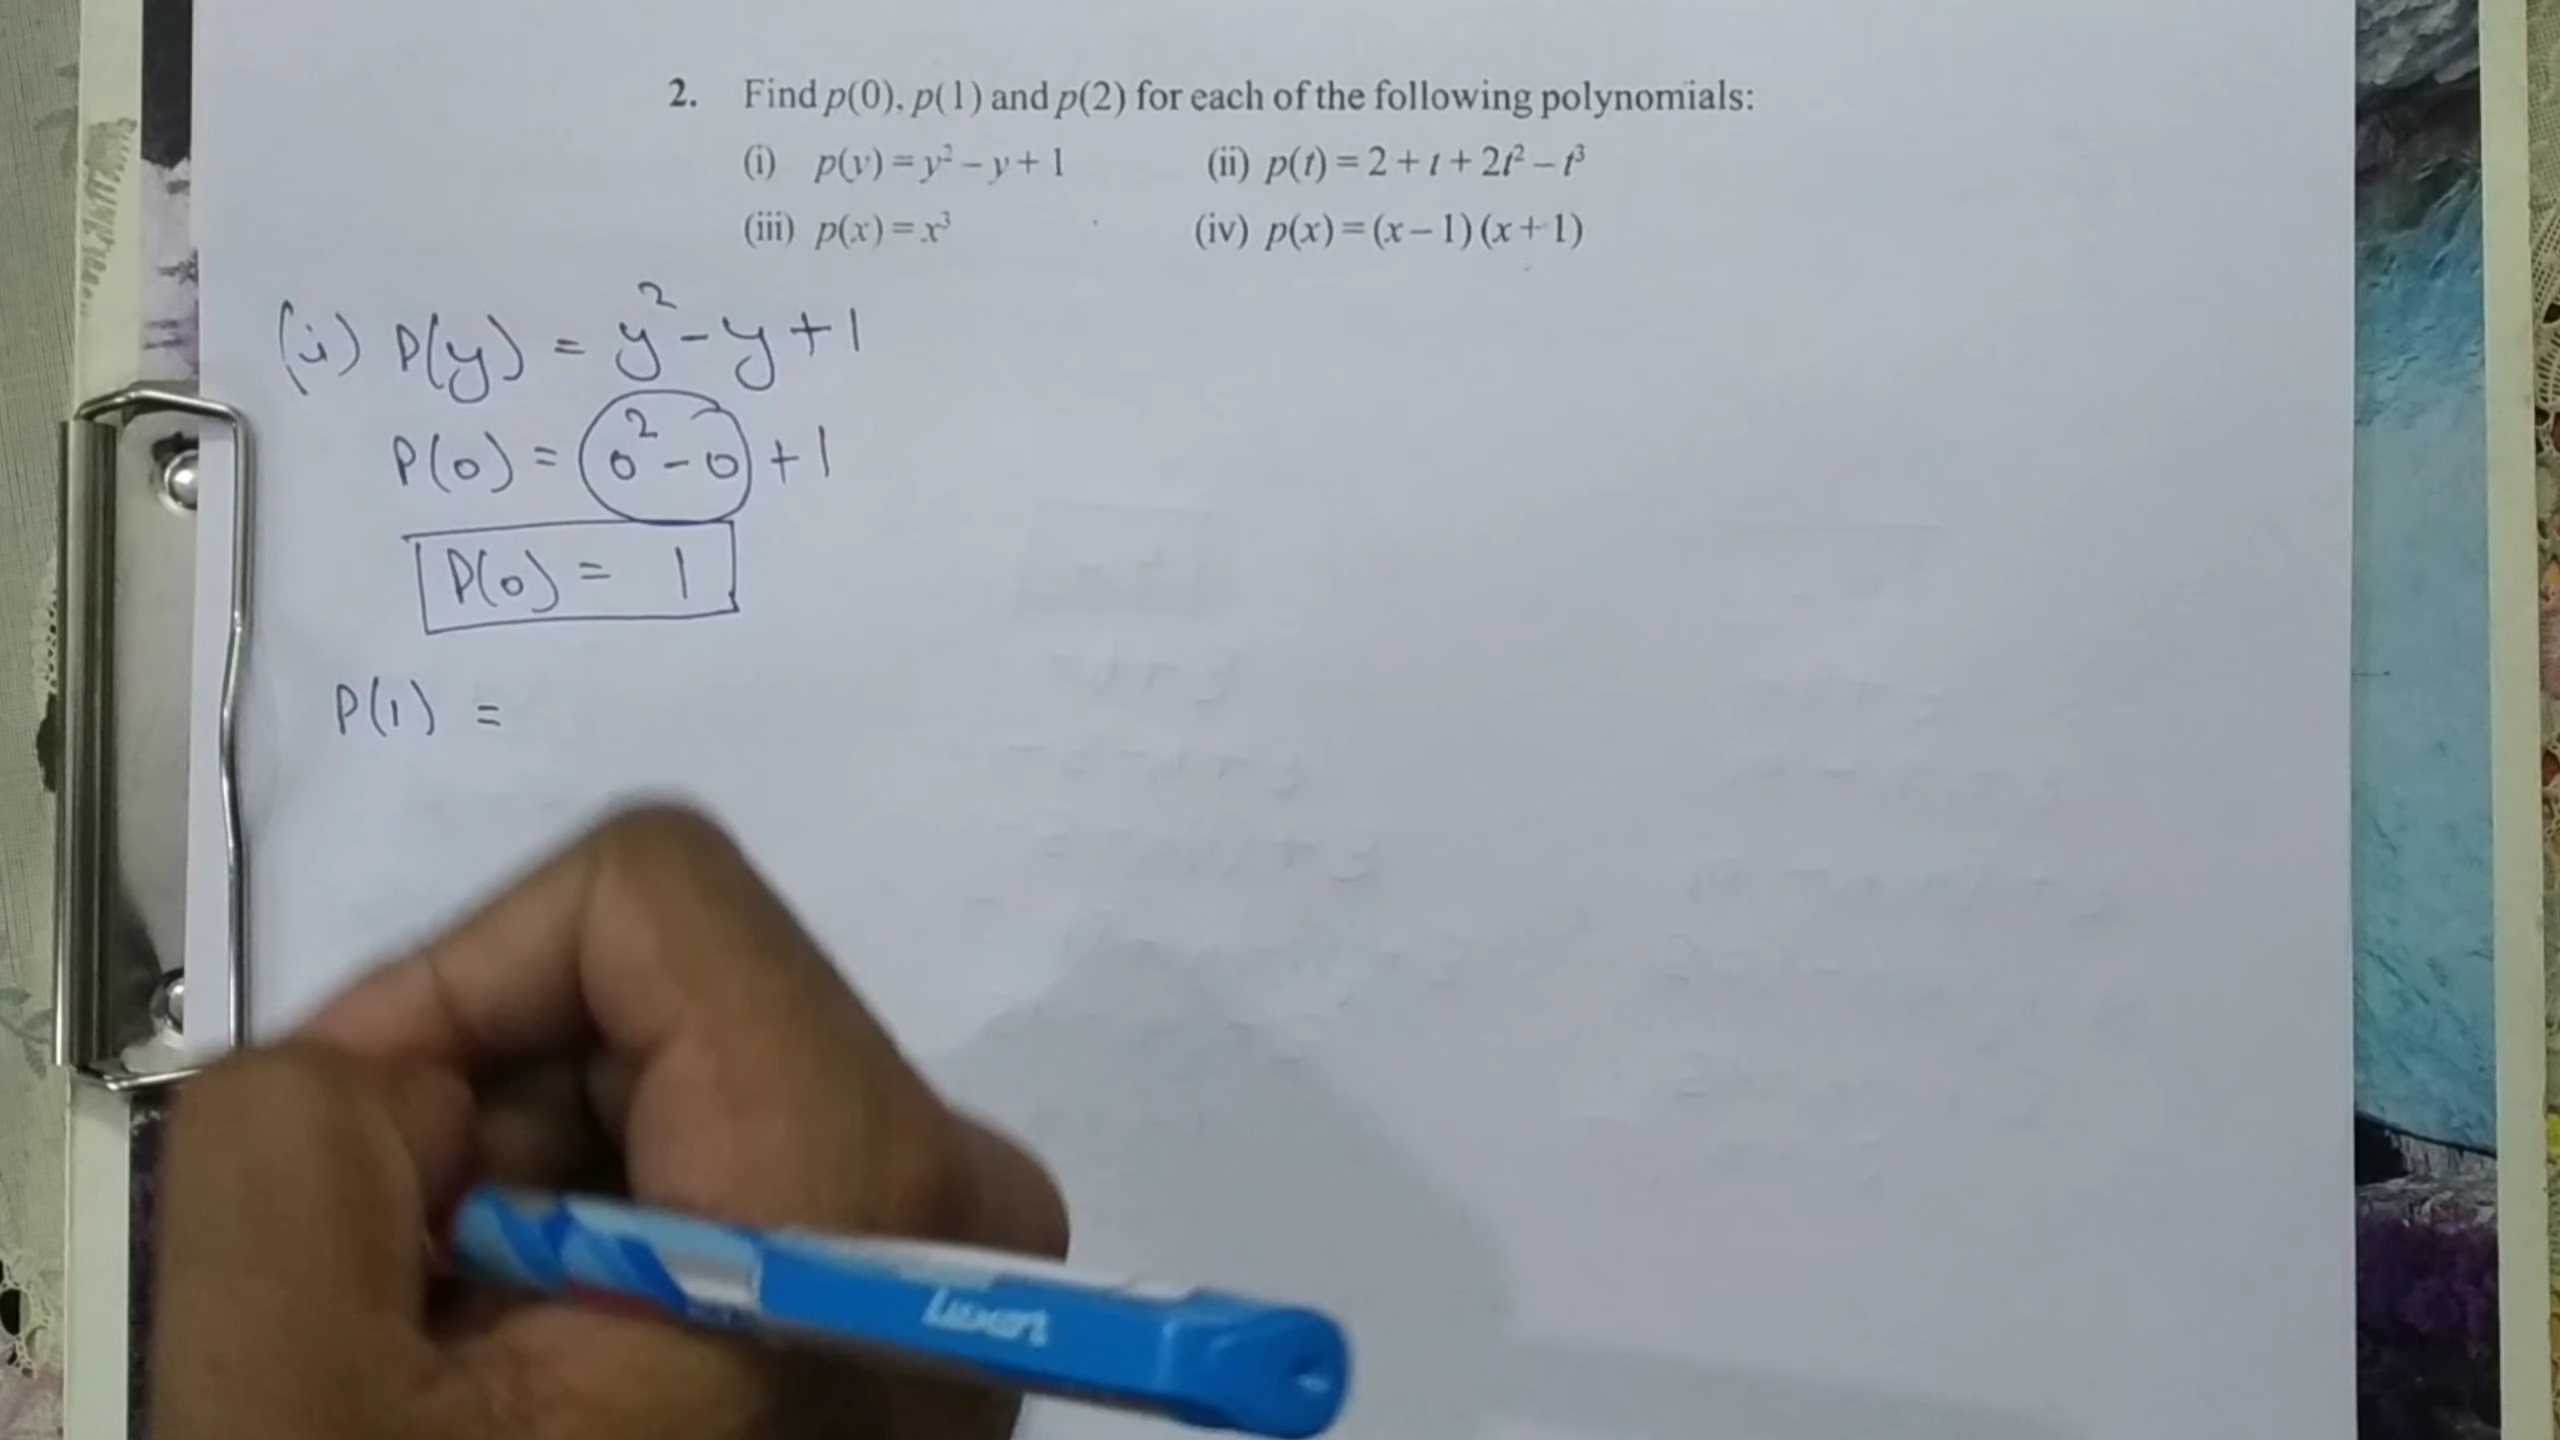 2. Find p(0), p(1) and p(2) for each of the following polynomials:
(i) p(y) = y² – y + 1 (ii) p(t) = 2 + t + 2t² – t³
(iii) p(x) = x³ (iv) p(x) = (x – 1) (x + 1)
(i) P(y) = y² - y + 1
P(0) = 0² - 0 + 1
P(0) = 1
P(1) =
Luxor